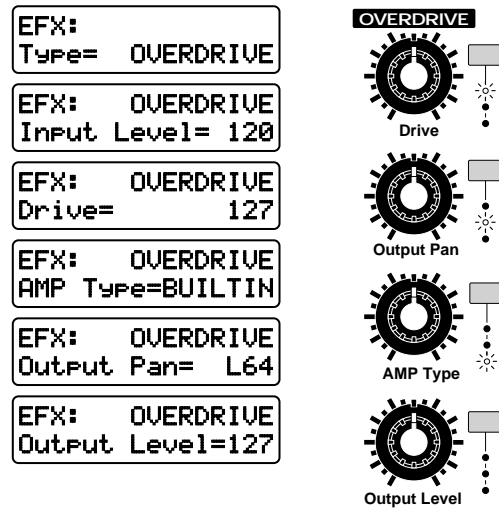 EFX:
Type= OVERDRIVE
EFX: OVERDRIVE
Input Level= 120
EFX: OVERDRIVE
Drive= 127
EFX: OVERDRIVE
AMP Type=BUILTIN
EFX: OVERDRIVE
Output Pan= L64
EFX: OVERDRIVE
Output Level=127
OVERDRIVE
Drive
Output Pan
AMP Type
Output Level